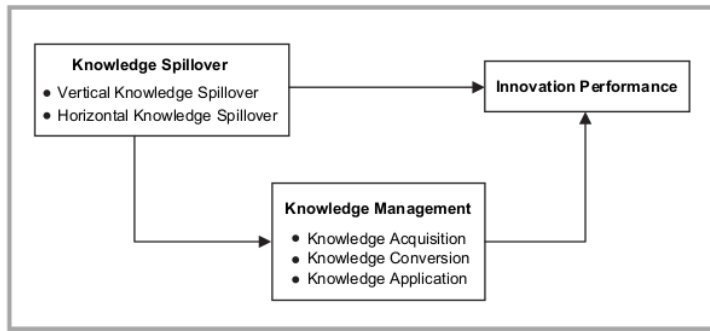 Knowledge Spillover
● Vertical Knowledge Spillover
● Horizontal Knowledge Spillover
Innovation Performance
Knowledge Management
● Knowledge Acquisition
● Knowledge Conversion
● Knowledge Application